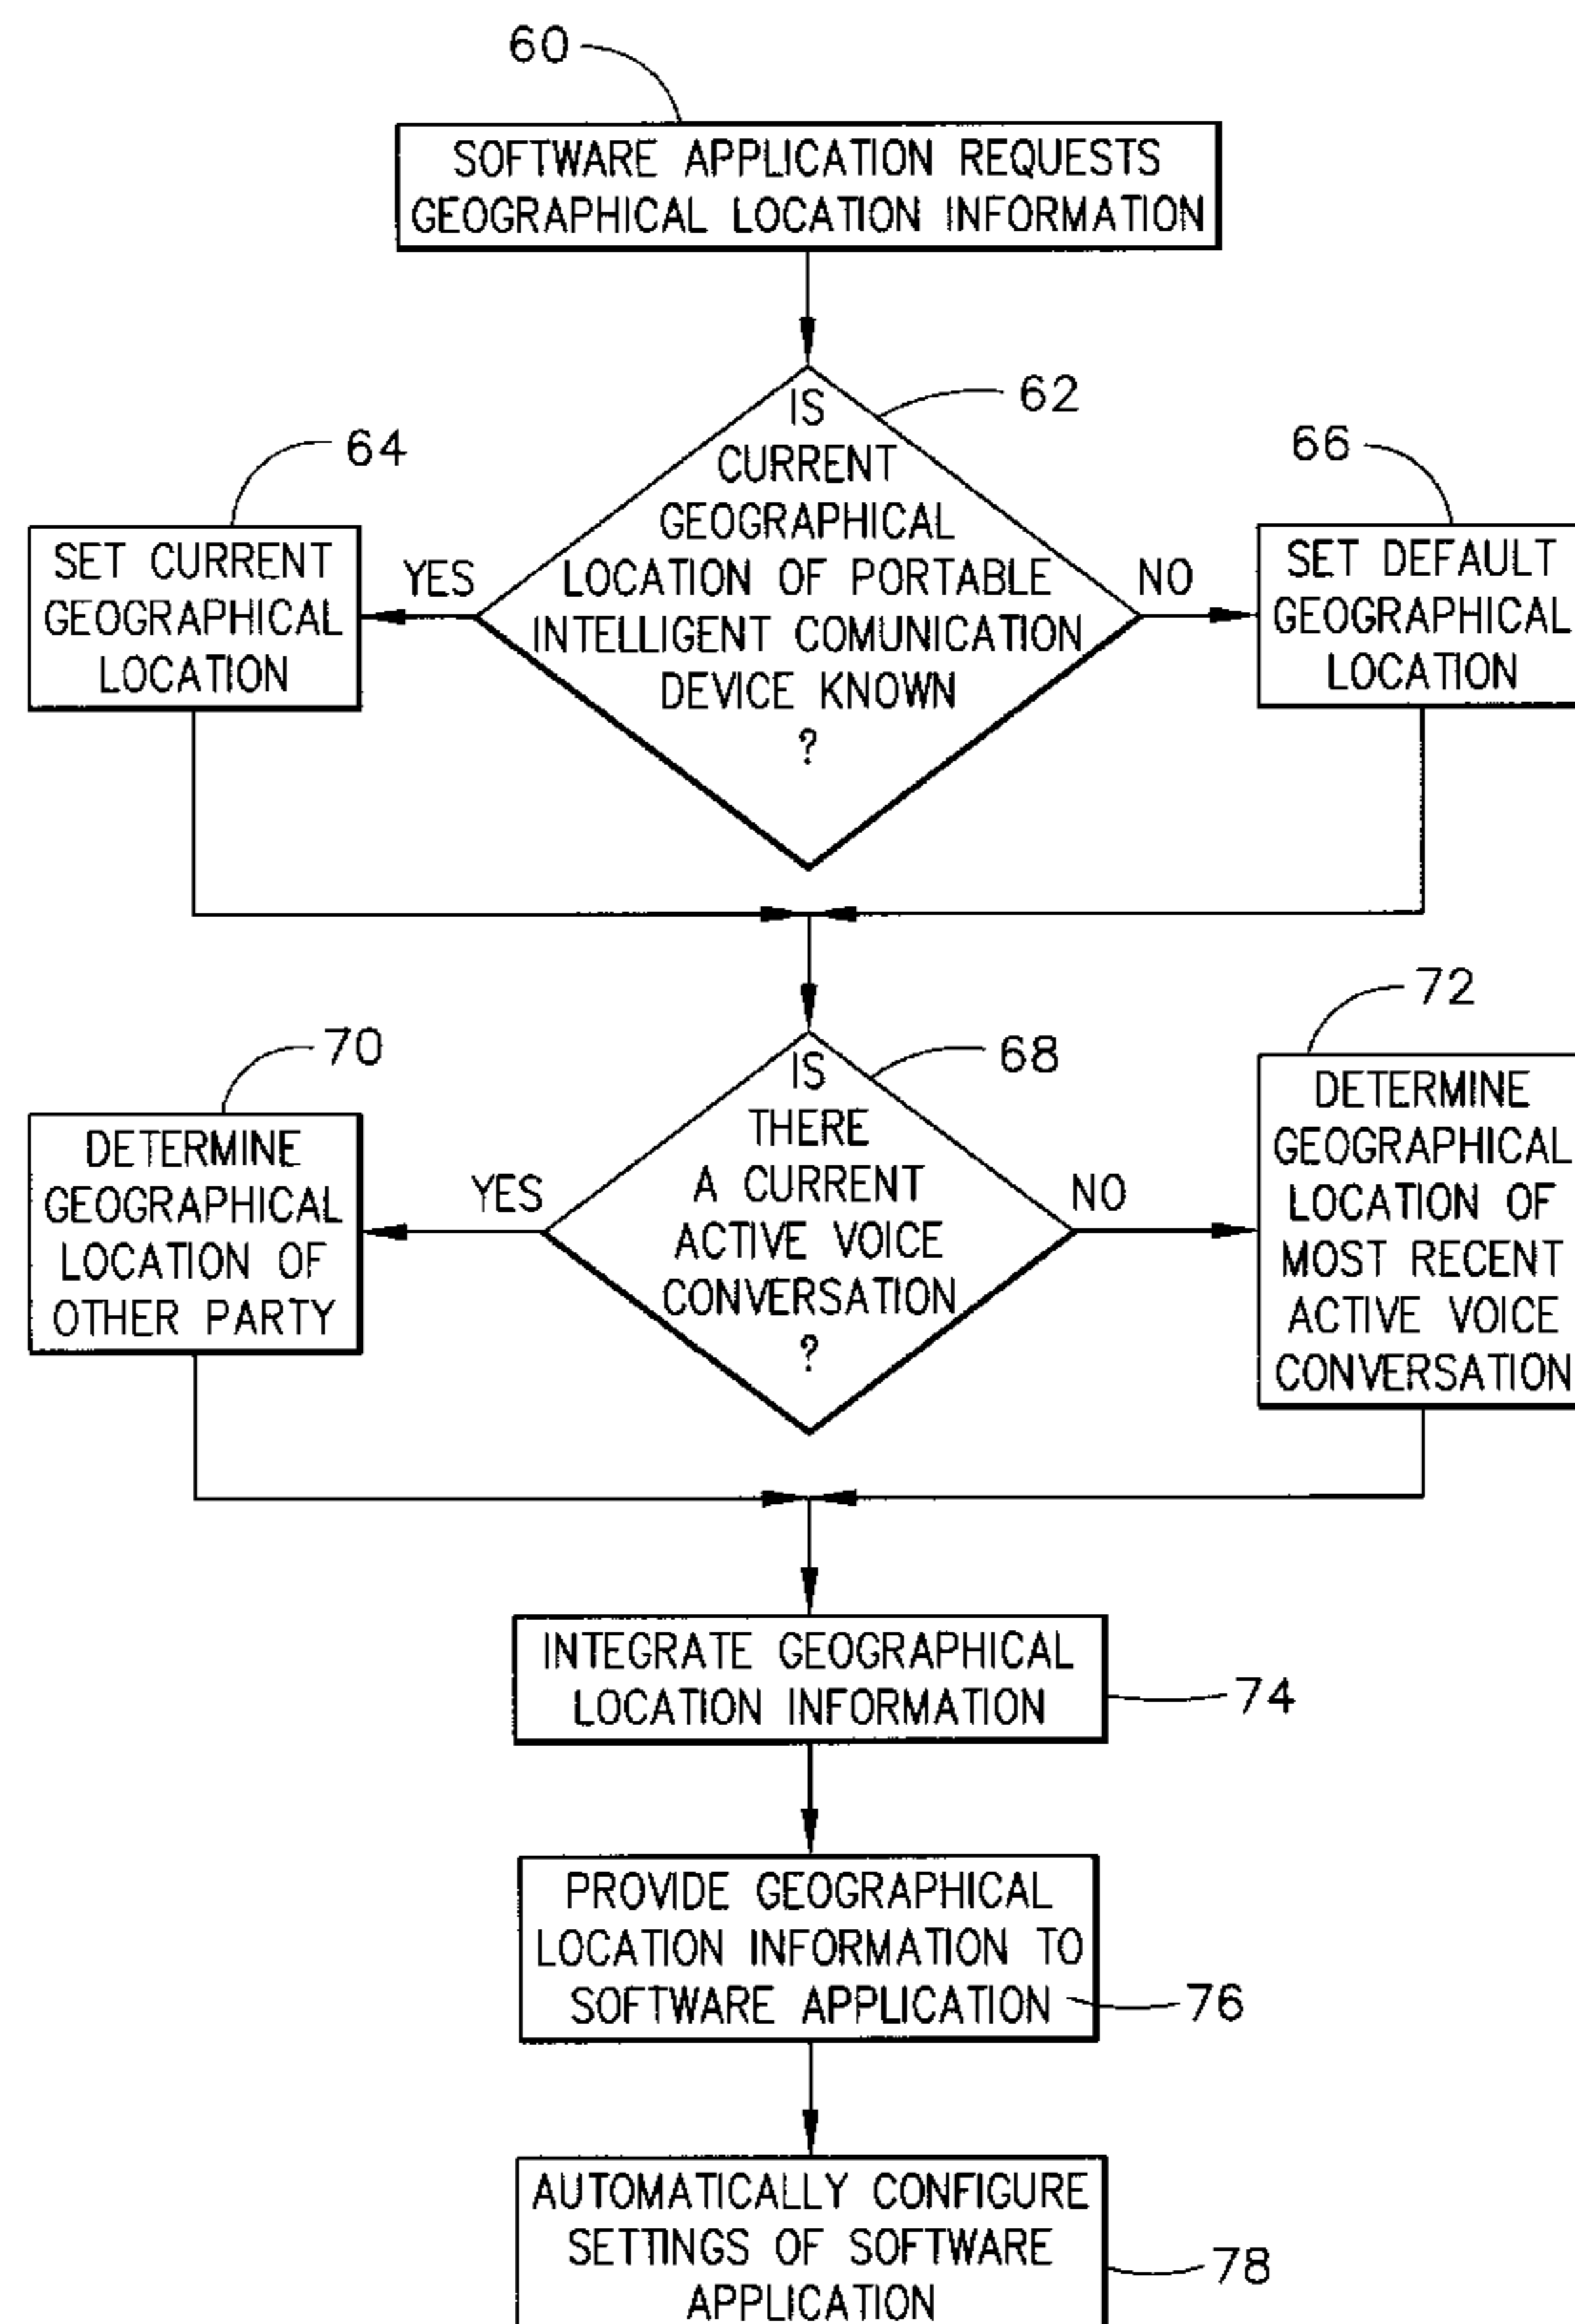 60
SOFTWARE APPLICATION REQUESTS
GEOGRAPHICAL LOCATION INFORMATION
62
IS
CURRENT
GEOGRAPHICAL
LOCATION OF PORTABLE
INTELLIGENT COMUNICATION
DEVICE KNOWN
?
64
YES
SET CURRENT
GEOGRAPHICAL
LOCATION
66
NO
SET DEFAULT
GEOGRAPHICAL
LOCATION
68
IS
THERE
A CURRENT
ACTIVE VOICE
CONVERSATION
?
70
YES
DETERMINE
GEOGRAPHICAL
LOCATION OF
OTHER PARTY
72
NO
DETERMINE
GEOGRAPHICAL
LOCATION OF
MOST RECENT
ACTIVE VOICE
CONVERSATION
INTEGRATE GEOGRAPHICAL
LOCATION INFORMATION
74
PROVIDE GEOGRAPHICAL
LOCATION INFORMATION TO
SOFTWARE APPLICATION
76
AUTOMATICALLY CONFIGURE
SETTINGS OF SOFTWARE
APPLICATION
78